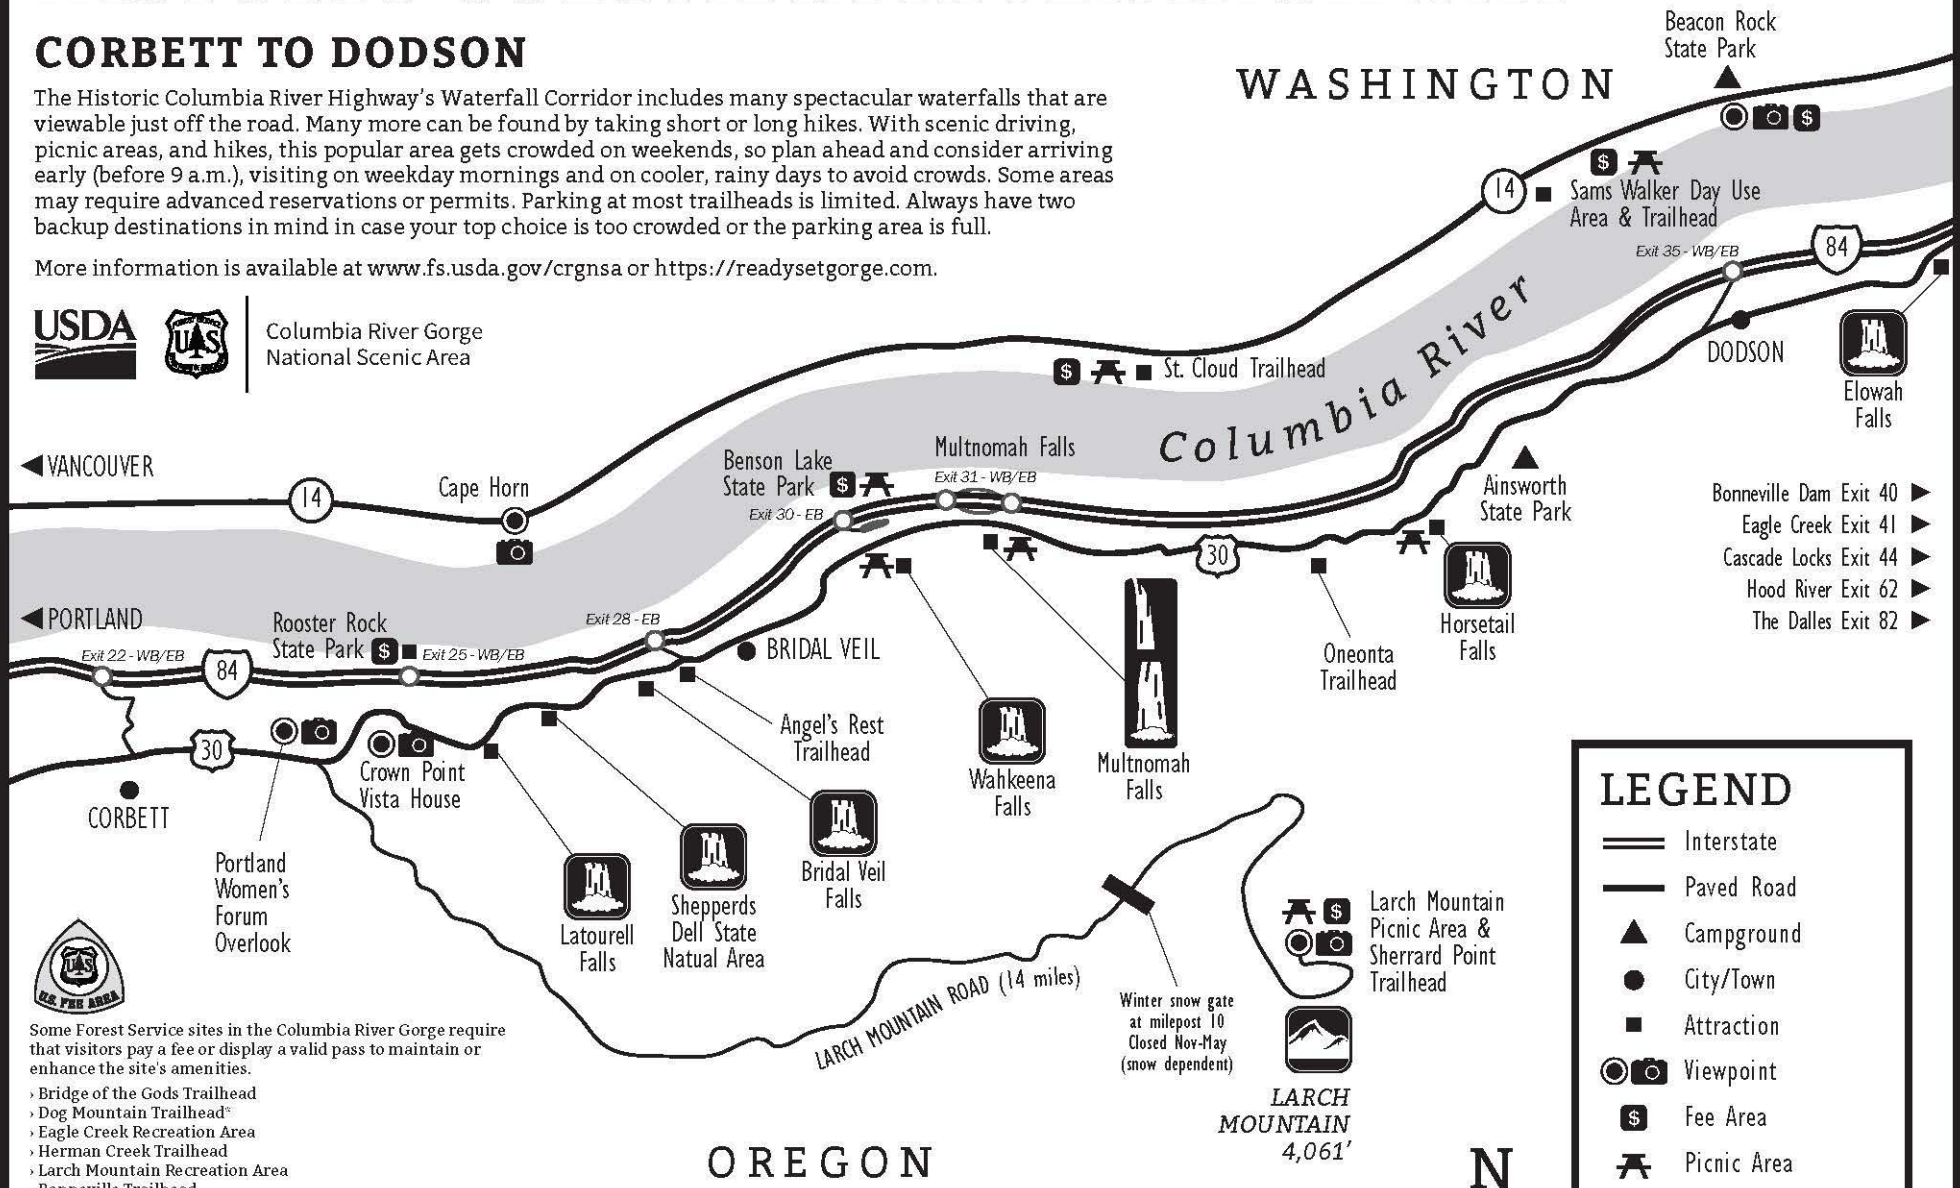 CORBETT TO DODSON
The Historic Columbia River Highway's Waterfall Corridor includes many spectacular waterfalls that are
viewable just off the road. Many more can be found by taking short or long hikes. With scenic driving,
picnic areas, and hikes, this popular area gets crowded on weekends, so plan ahead and consider arriving
early (before 9 a.m.), visiting on weekday mornings and on cooler, rainy days to avoid crowds. Some areas
may require advanced reservations or permits. Parking at most trailheads is limited. Always have two
backup destinations in mind in case your top choice is too crowded or the parking area is full.
More information is available at www.fs.usda.gov/crgnsa or https://readysetgorge.com.
USDA
FOREST SERVICE
US
Columbia River Gorge
National Scenic Area
WASHINGTON
Beacon Rock
State Park
$
$
14
Sams Walker Day Use
Area & Trailhead
Exit 35 - WB/EB
84
DODSON
Elowah
Falls
$
St. Cloud Trailhead
Columbia River
VANCOUVER
14
Cape Horn
Benson Lake
State Park
$
Exit 30 - EB
Multnomah Falls
Exit 31 - WB/EB
Ainsworth
State Park
Bonneville Dam Exit 40
Eagle Creek Exit 41
Cascade Locks Exit 44
Hood River Exit 62
The Dalles Exit 82
30
Horsetail
Falls
Oneonta
Trailhead
PORTLAND
Exit 22 - WB/EB
84
Rooster Rock
State Park
$
Exit 25 - WB/EB
Exit 28 - EB
BRIDAL VEIL
Angel's Rest
Trailhead
Wahkeena
Falls
Multnomah
Falls
30
CORBETT
Crown Point
Vista House
Portland
Women's
Forum
Overlook
Latourell
Falls
Shepperds
Dell State
Natual Area
Bridal Veil
Falls
LARCH MOUNTAIN ROAD (14 miles)
Winter snow gate
at milepost 10
Closed Nov-May
(snow dependent)
$
Larch Mountain
Picnic Area &
Sherrard Point
Trailhead
LARCH
MOUNTAIN
4,061'
OREGON
N
LEGEND
Interstate
Paved Road
Campground
City/Town
Attraction
Viewpoint
$
Fee Area
Picnic Area
US
U.S. FEE AREA
Some Forest Service sites in the Columbia River Gorge require
that visitors pay a fee or display a valid pass to maintain or
enhance the site's amenities.
› Bridge of the Gods Trailhead
› Dog Mountain Trailhead*
› Eagle Creek Recreation Area
› Herman Creek Trailhead
› Larch Mountain Recreation Area